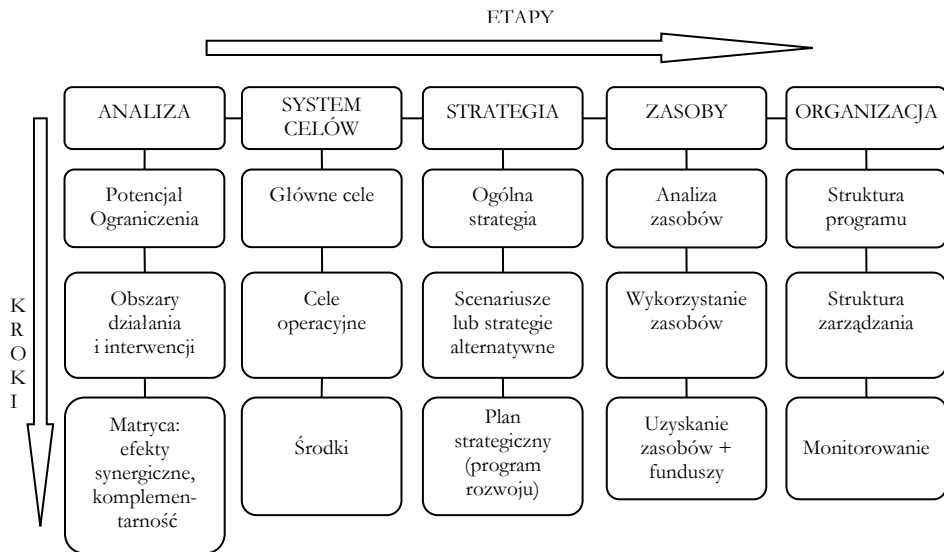 ETAPY
KROKI
ANALIZA
SYSTEM
CELÓW
STRATEGIA
ZASOBY
ORGANIZACJA
Potencjał
Ograniczenia
Główne cele
Ogólna
strategia
Analiza
zasobów
Struktura
programu
Obszary
działania
i interwencji
Cele
operacyjne
Scenariusze
lub strategie
alternatywne
Wykorzystanie
zasobów
Struktura
zarządzania
Matryca:
efekty
synergiczne,
komplemen-
tarność
Środki
Plan
strategiczny
(program
rozwoju)
Uzyskanie
zasobów +
funduszy
Monitorowanie